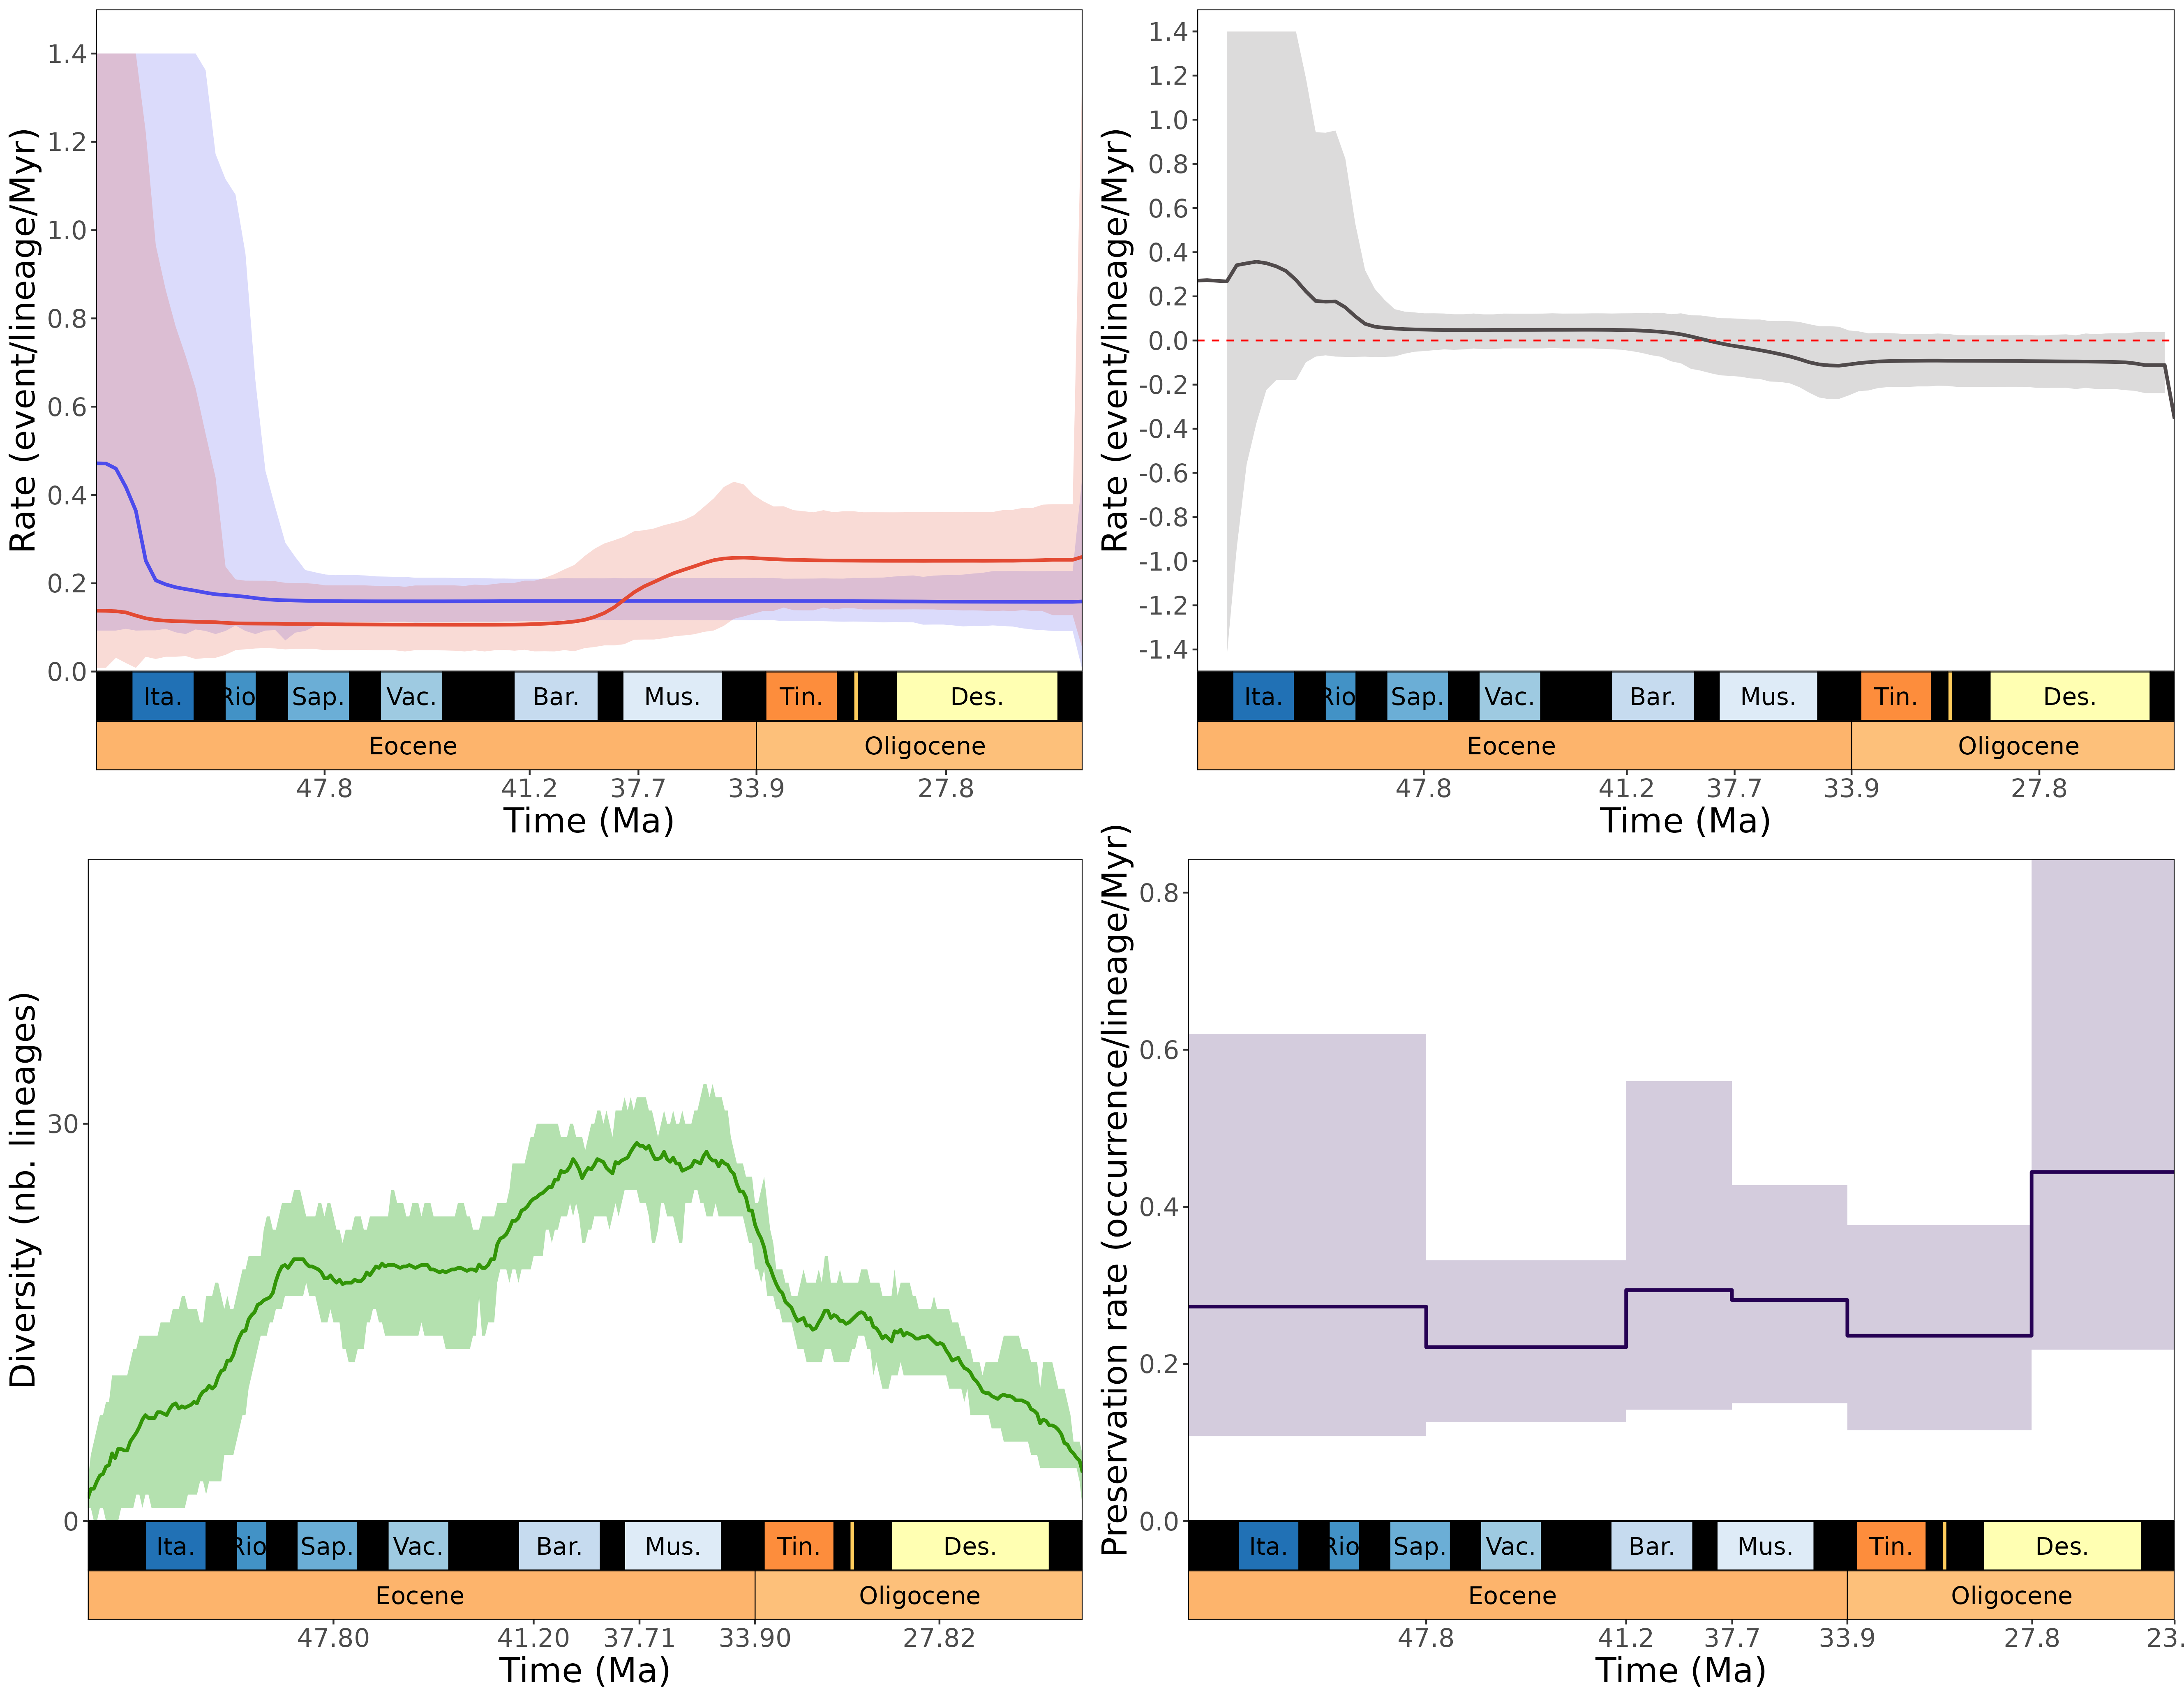 Rate (event/lineage/Myr)
1.4
1.2
1.0
0.8
0.6
0.4
0.2
0.0
Ita. Rio Sap. Vac. Bar. Mus. Tin. Des.
Eocene Oligocene
47.8 41.2 37.7 33.9 27.8
Time (Ma)
Rate (event/lineage/Myr)
1.4
1.2
1.0
0.8
0.6
0.4
0.2
0.0
-0.2
-0.4
-0.6
-0.8
-1.0
-1.2
-1.4
Ita. Rio Sap. Vac. Bar. Mus. Tin. Des.
Eocene Oligocene
47.8 41.2 37.7 33.9 27.8
Time (Ma)
Diversity (nb. lineages)
30
0
Ita. Rio Sap. Vac. Bar. Mus. Tin. Des.
Eocene Oligocene
47.80 41.20 37.71 33.90 27.82
Time (Ma)
Preservation rate (occurrence/lineage/Myr)
0.8
0.6
0.4
0.2
0.0
Ita. Rio Sap. Vac. Bar. Mus. Tin. Des.
Eocene Oligocene
47.8 41.2 37.7 33.9 27.8 23.
Time (Ma)